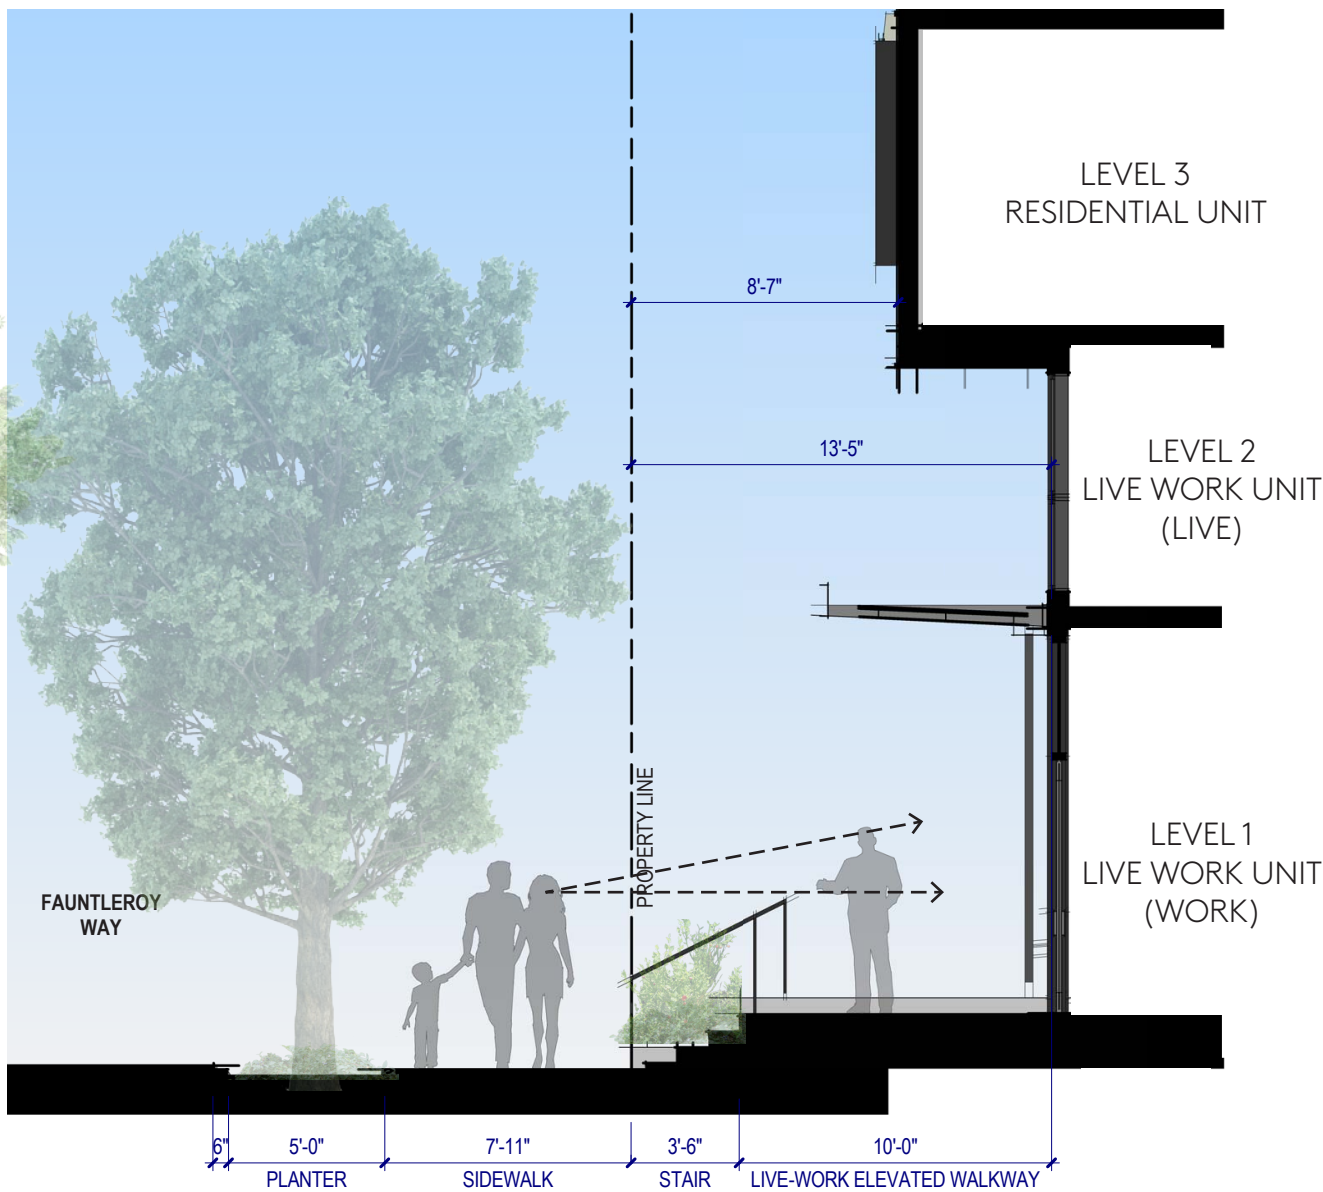 LEVEL 3
RESIDENTIAL UNIT
8'-7"
13'-5"
LEVEL 2
LIVE WORK UNIT
(LIVE)
PROPERTY LINE
LEVEL 1
LIVE WORK UNIT
(WORK)
FAUNTLEROY
WAY
6" 5'-0" 7'-11" 3'-6" 10'-0"
PLANTER SIDEWALK STAIR LIVE-WORK ELEVATED WALKWAY